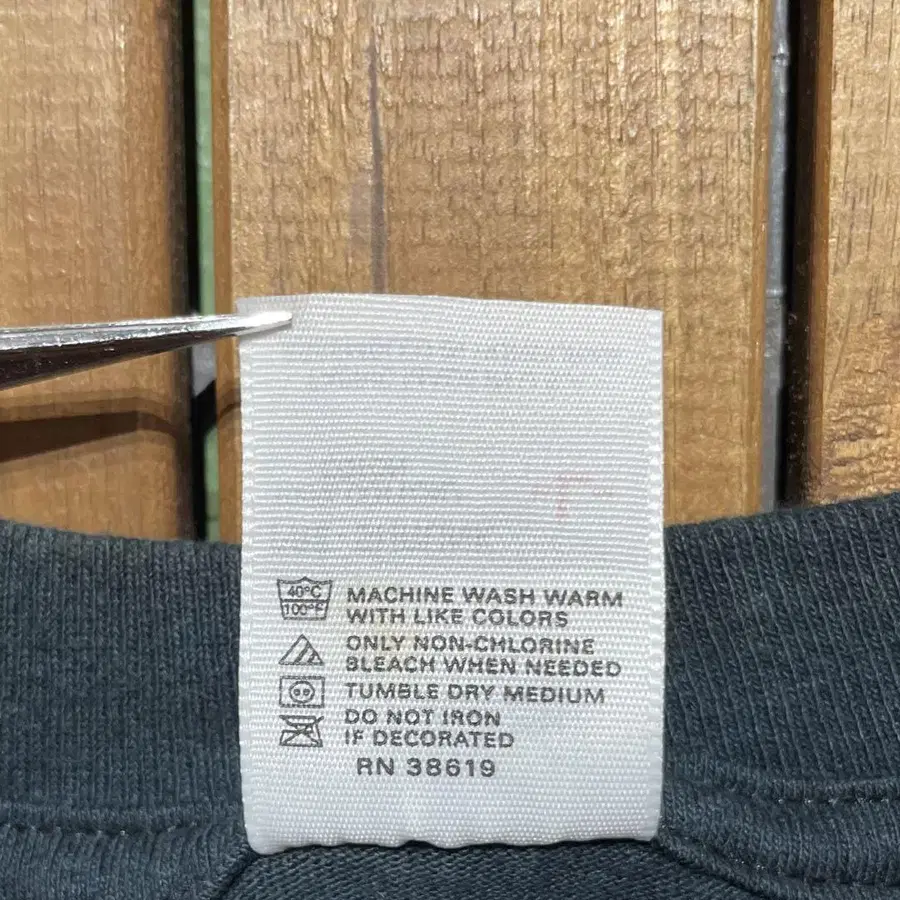 40°C
100°F
MACHINE WASH WARM
WITH LIKE COLORS
ONLY NON-CHLORINE
BLEACH WHEN NEEDED
TUMBLE DRY MEDIUM
DO NOT IRON
IF DECORATED
RN 38619